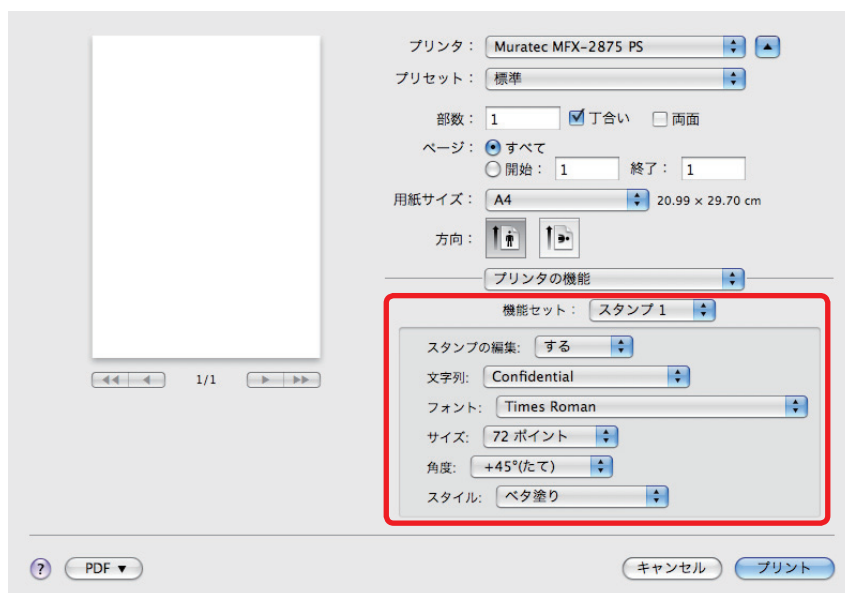 プリンタ： Muratec MFX-2875 PS
プリセット： 標準
部数： 1 丁合い 両面
ページ： すべて
開始： 1 終了： 1
用紙サイズ： A4 20.99 × 29.70 cm
方向：
プリンタの機能
機能セット： スタンプ 1
スタンプの編集: する
文字列: Confidential
フォント: Times Roman
サイズ: 72 ポイント
角度: +45°(たて)
スタイル: ベタ塗り
1/1
? PDF ▼ キャンセル プリント